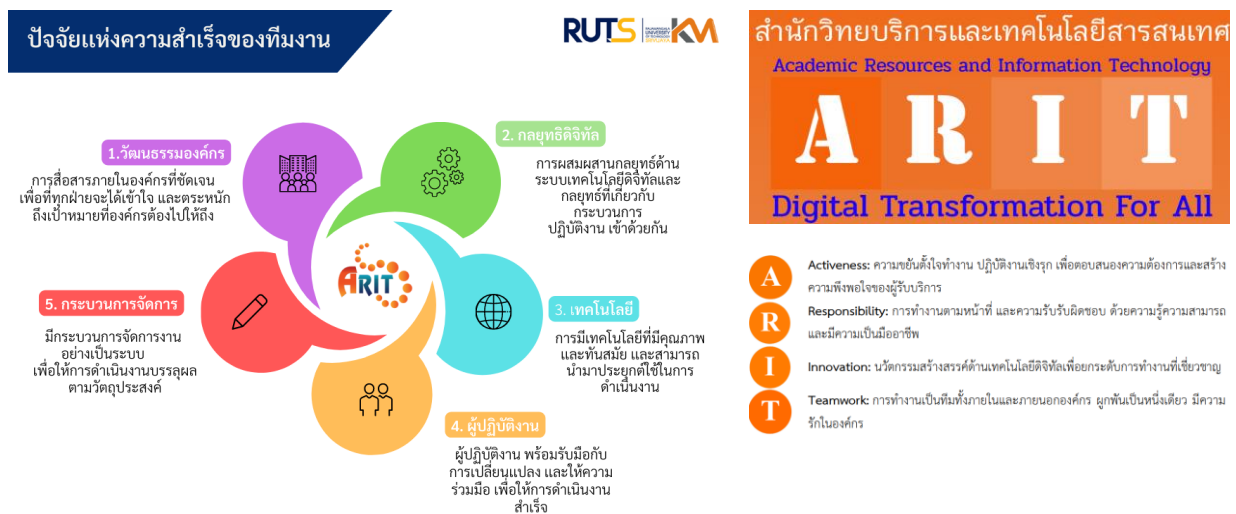 ปัจจัยแห่งความสำเร็จของทีมงาน
RUTS
RAJAMANGALA
UNIVERSITY
OF TECHNOLOGY
SRIVIJAYA
KM
1.วัฒนธรรมองค์กร
การสื่อสารภายในองค์กรที่ชัดเจน
เพื่อที่ทุกฝ่ายจะได้เข้าใจ และตระหนัก
ถึงเป้าหมายที่องค์กรต้องไปให้ถึง
2. กลยุทธิดิจิทัล
การผสมผสานกลยุทธ์ด้าน
ระบบเทคโนโลยีดิจิทัลและ
กลยุทธ์ที่เกี่ยวกับ
กระบวนการ
ปฏิบัติงาน เข้าด้วยกัน
ARIT
3. เทคโนโลยี
การมีเทคโนโลยีที่มีคุณภาพ
และทันสมัย และสามารถ
นำมาประยุกต์ใช้ในการ
ดำเนินงาน
4. ผู้ปฏิบัติงาน
ผู้ปฏิบัติงาน พร้อมรับมือกับ
การเปลี่ยนแปลง และให้ความ
ร่วมมือ เพื่อให้การดำเนินงาน
สำเร็จ
5. กระบวนการจัดการ
มีกระบวนการจัดการงาน
อย่างเป็นระบบ
เพื่อให้การดำเนินงานบรรลุผล
ตามวัตถุประสงค์
สำนักวิทยบริการและเทคโนโลยีสารสนเทศ
Academic Resources and Information Technology
A R I T
Digital Transformation For All
A
Activeness: ความขยันตั้งใจทำงาน ปฏิบัติงานเชิงรุก เพื่อตอบสนองความต้องการและสร้าง
ความพึงพอใจของผู้รับบริการ
R
Responsibility: การทำงานตามหน้าที่ และความรับรับผิดชอบ ด้วยความรู้ความสามารถ
และมีความเป็นมืออาชีพ
I
Innovation: นวัตกรรมสร้างสรรค์ด้านเทคโนโลยีดิจิทัลเพื่อยกระดับการทำงานที่เชี่ยวชาญ
T
Teamwork: การทำงานเป็นทีมทั้งภายในและภายนอกองค์กร ผูกพันเป็นหนึ่งเดียว มีความ
รักในองค์กร